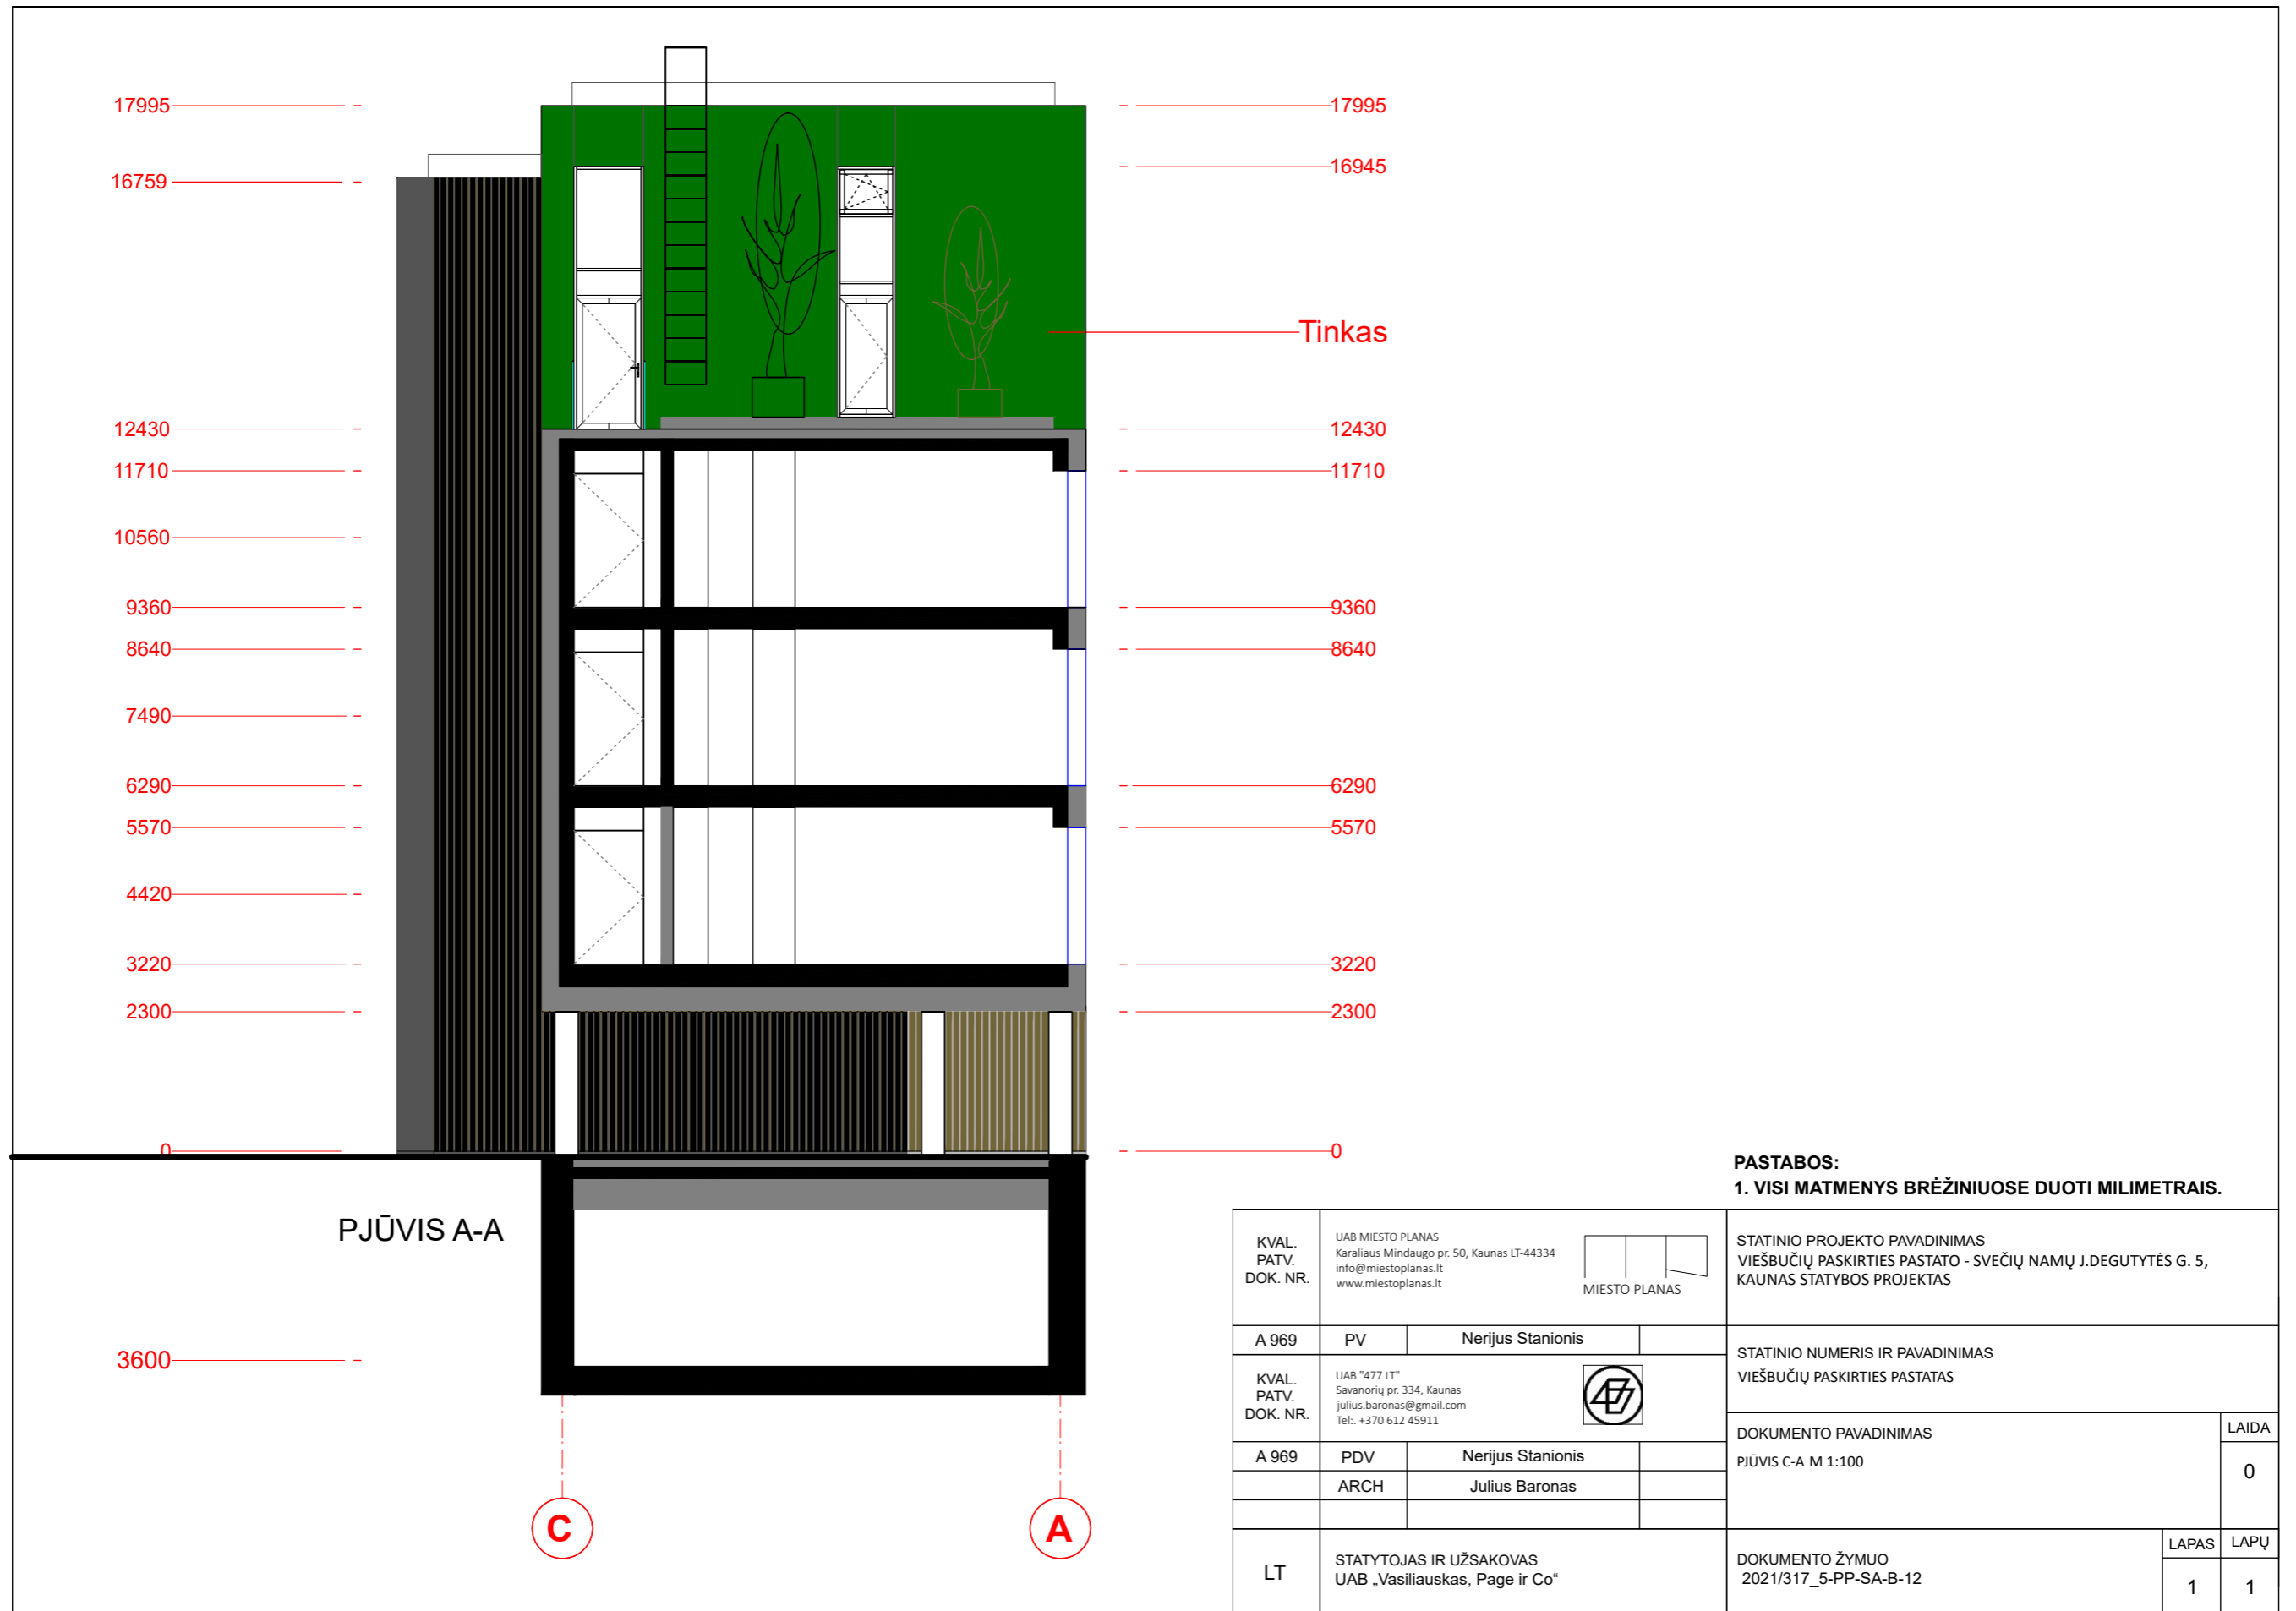 17995
16759
12430
11710
10560
9360
8640
7490
6290
5570
4420
3220
2300
0
3600
17995
16945
Tinkas
12430
11710
9360
8640
6290
5570
3220
2300
0
PJŪVIS A-A
C
A
PASTABOS:
1. VISI MATMENYS BRĖŽINIUOSE DUOTI MILIMETRAIS.
KVAL.
PATV.
DOK. NR.
UAB MIESTO PLANAS
Karaliaus Mindaugo pr. 50, Kaunas LT-44334
info@miestoplanas.lt
www.miestoplanas.lt
MIESTO PLANAS
STATINIO PROJEKTO PAVADINIMAS
VIEŠBUČIŲ PASKIRTIES PASTATO - SVEČIŲ NAMŲ J.DEGUTYTĖS G. 5,
KAUNAS STATYBOS PROJEKTAS
A 969 PV Nerijus Stanionis
STATINIO NUMERIS IR PAVADINIMAS
VIEŠBUČIŲ PASKIRTIES PASTATAS
KVAL.
PATV.
DOK. NR.
UAB "477 LT"
Savanorių pr. 334, Kaunas
julius.baronas@gmail.com
Tel:. +370 612 45911
477
DOKUMENTO PAVADINIMAS
PJŪVIS C-A M 1:100
LAIDA
0
A 969 PDV Nerijus Stanionis
ARCH Julius Baronas
LT
STATYTOJAS IR UŽSAKOVAS
UAB „Vasiliauskas, Page ir Co“
DOKUMENTO ŽYMUO
2021/317_5-PP-SA-B-12
LAPAS LAPŲ
1 1